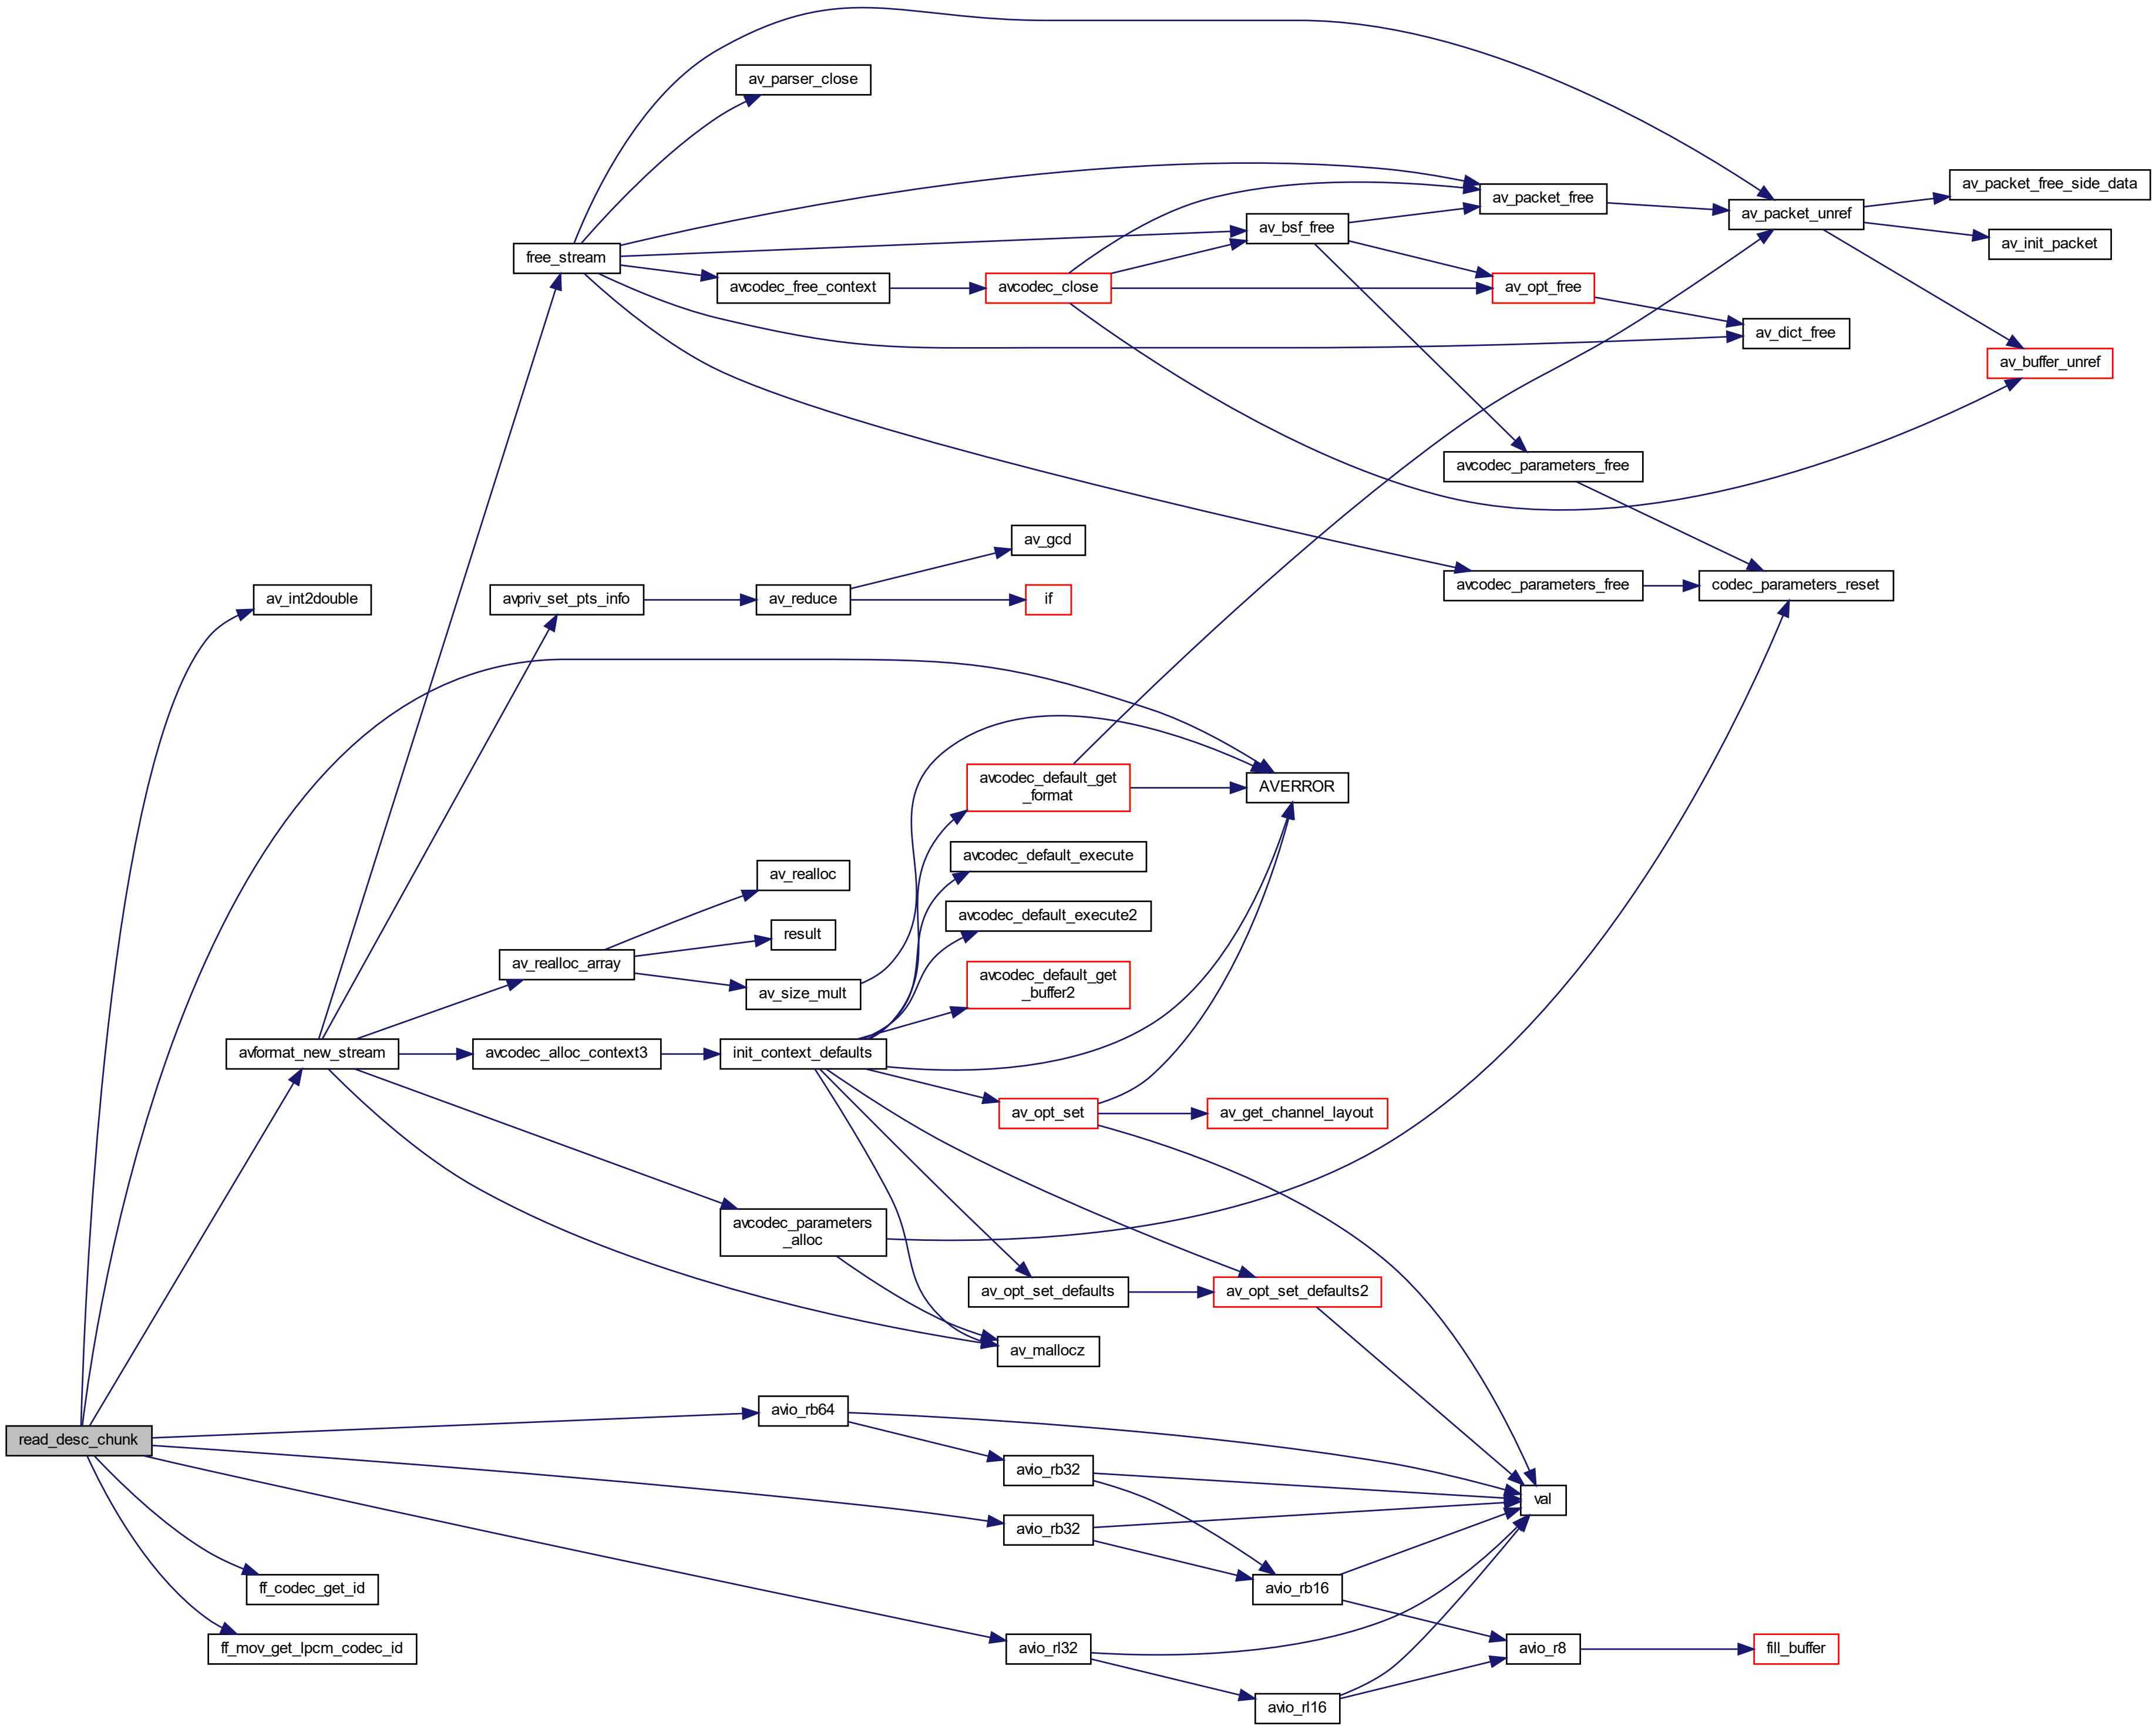 av_parser_close
av_packet_free_side_data
av_packet_free
av_packet_unref
av_bsf_free
av_init_packet
free_stream
avcodec_free_context
avcodec_close
av_opt_free
av_dict_free
av_buffer_unref
avcodec_parameters_free
av_gcd
av_int2double
avpriv_set_pts_info
av_reduce
if
avcodec_parameters_free
codec_parameters_reset
avcodec_default_get
_format
AVERROR
avcodec_default_execute
av_realloc
avcodec_default_execute2
result
av_realloc_array
av_size_mult
avcodec_default_get
_buffer2
avformat_new_stream
avcodec_alloc_context3
init_context_defaults
av_opt_set
av_get_channel_layout
avcodec_parameters
_alloc
av_opt_set_defaults
av_opt_set_defaults2
av_mallocz
avio_rb64
read_desc_chunk
avio_rb32
val
avio_rb32
ff_codec_get_id
avio_rb16
ff_mov_get_lpcm_codec_id
avio_rl32
avio_r8
fill_buffer
avio_rl16